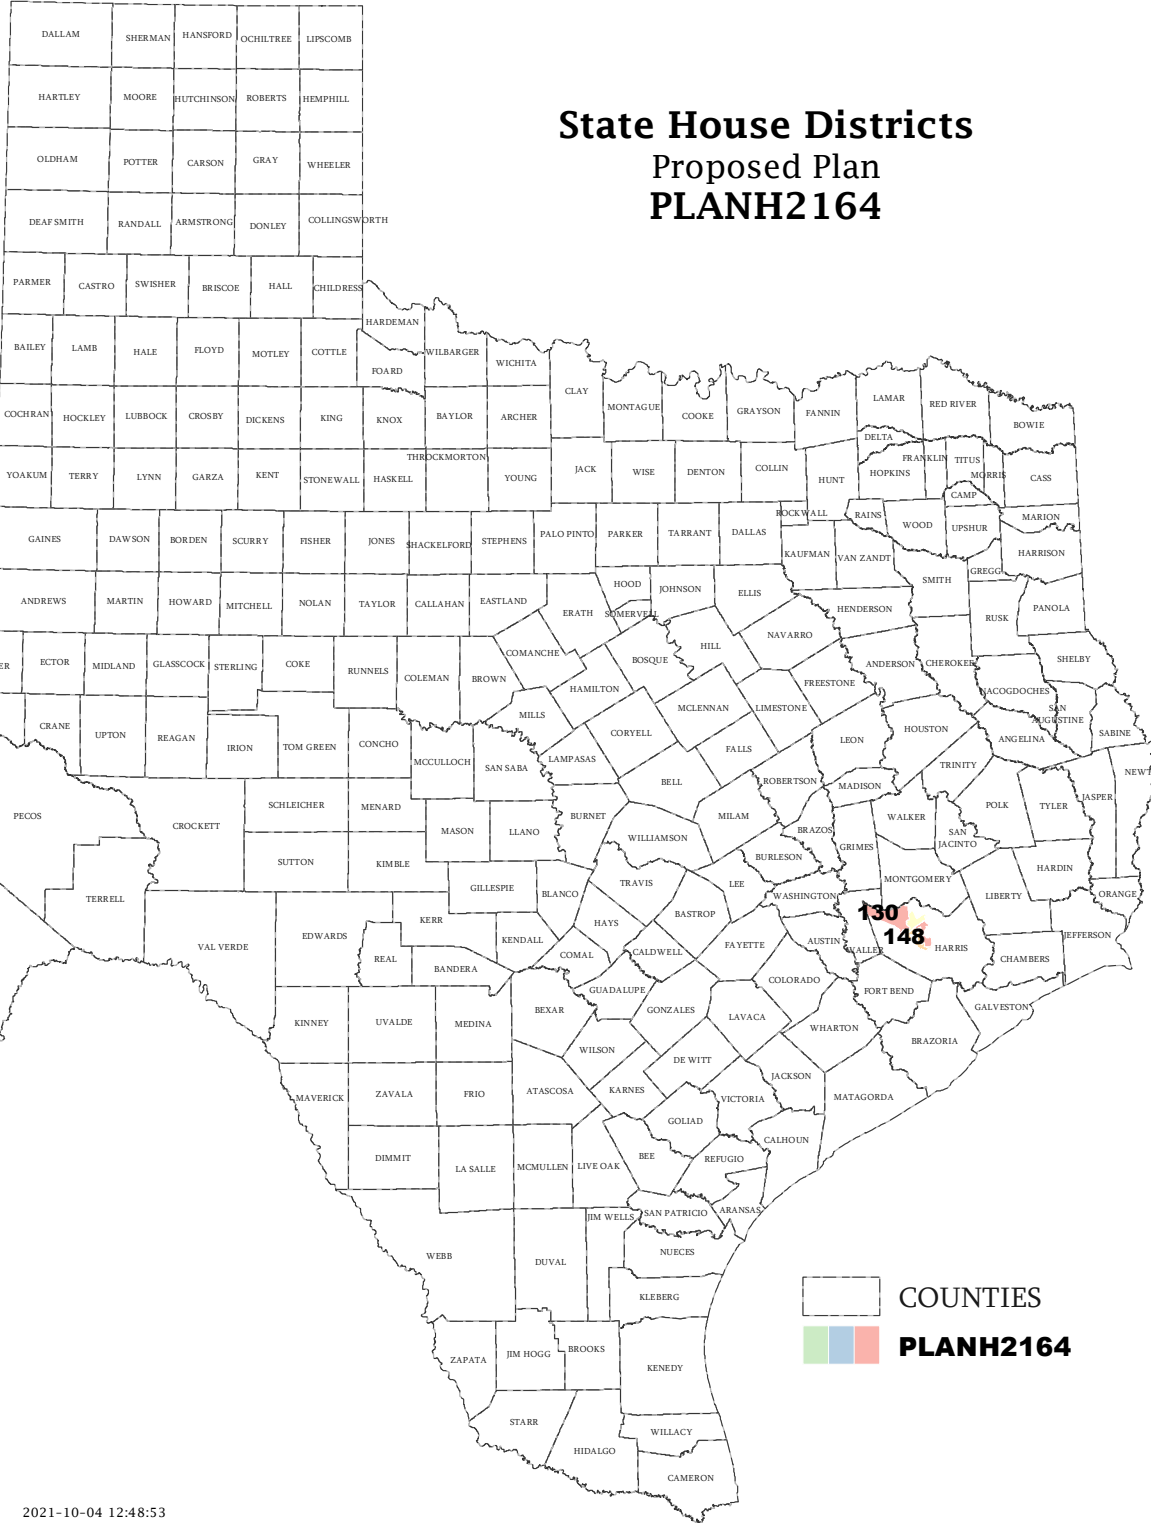 State House Districts
Proposed Plan
PLANH2164
DALLAM SHERMAN HANSFORD OCHILTREE LIPSCOMB
HARTLEY MOORE HUTCHINSON ROBERTS HEMPHILL
OLDHAM POTTER CARSON GRAY WHEELER
DEAF SMITH RANDALL ARMSTRONG DONLEY COLLINGSWORTH
PARMER CASTRO SWISHER BRISCOE HALL CHILDRESS
HARDEMAN
BAILEY LAMB HALE FLOYD MOTLEY COTTLE FOARD WILBARGER WICHITA
CLAY
COCHRAN HOCKLEY LUBBOCK CROSBY DICKENS KING KNOX BAYLOR ARCHER MONTAGUE COOKE GRAYSON FANNIN LAMAR RED RIVER BOWIE
DELTA
THROCKMORTON FRANKLIN TITUS
YOAKUM TERRY LYNN GARZA KENT STONEWALL HASKELL YOUNG JACK WISE DENTON COLLIN HUNT HOPKINS MORRIS CASS
CAMP
ROCKWALL RAINS WOOD UPSHUR MARION
GAINES DAWSON BORDEN SCURRY FISHER JONES SHACKELFORD STEPHENS PALO PINTO PARKER TARRANT DALLAS
KAUFMAN VAN ZANDT HARRISON
GREGG
SMITH
ANDREWS MARTIN HOWARD MITCHELL NOLAN TAYLOR CALLAHAN EASTLAND ERATH HOOD JOHNSON ELLIS
SOMERVELL HENDERSON RUSK PANOLA
NAVARRO
ER ECTOR MIDLAND GLASSCOCK STERLING COKE RUNNELS COLEMAN BROWN COMANCHE BOSQUE HILL ANDERSON CHEROKEE SHELBY
HAMILTON FREESTONE NACOGDOCHES
MILLS MCLENNAN LIMESTONE SAN
AUGUSTINE
CRANE UPTON REAGAN IRION TOM GREEN CONCHO CORYELL FALLS LEON HOUSTON ANGELINA SABINE
MCCULLOCH SAN SABA LAMPASAS BELL ROBERTSON MADISON TRINITY NEWT
PECOS CROCKETT SCHLEICHER MENARD MASON LLANO BURNET WILLIAMSON MILAM BRAZOS GRIMES WALKER SAN
JACINTO
POLK TYLER JASPER
SUTTON KIMBLE BURLESON HARDIN
TERRELL GILLESPIE BLANCO TRAVIS LEE WASHINGTON MONTGOMERY LIBERTY ORANGE
130
148
VAL VERDE EDWARDS KERR KENDALL HAYS BASTROP FAYETTE AUSTIN WALLER HARRIS JEFFERSON
REAL BANDERA COMAL CALDWELL CHAMBERS
COLORADO
KINNEY UVALDE MEDINA BEXAR GUADALUPE GONZALES LAVACA WHARTON FORT BEND GALVESTON
BRAZORIA
WILSON DE WITT
MAVERICK ZAVALA FRIO ATASCOSA KARNES JACKSON VICTORIA MATAGORDA
GOLIAD
DIMMIT LA SALLE MCMULLEN LIVE OAK BEE REFUGIO CALHOUN
JIM WELLS SAN PATRICIO ARANSAS
WEBB DUVAL NUECES
KLEBERG
ZAPATA JIM HOGG BROOKS KENEDY
STARR HIDALGO WILLACY
CAMERON
COUNTIES
PLANH2164
2021-10-04 12:48:53